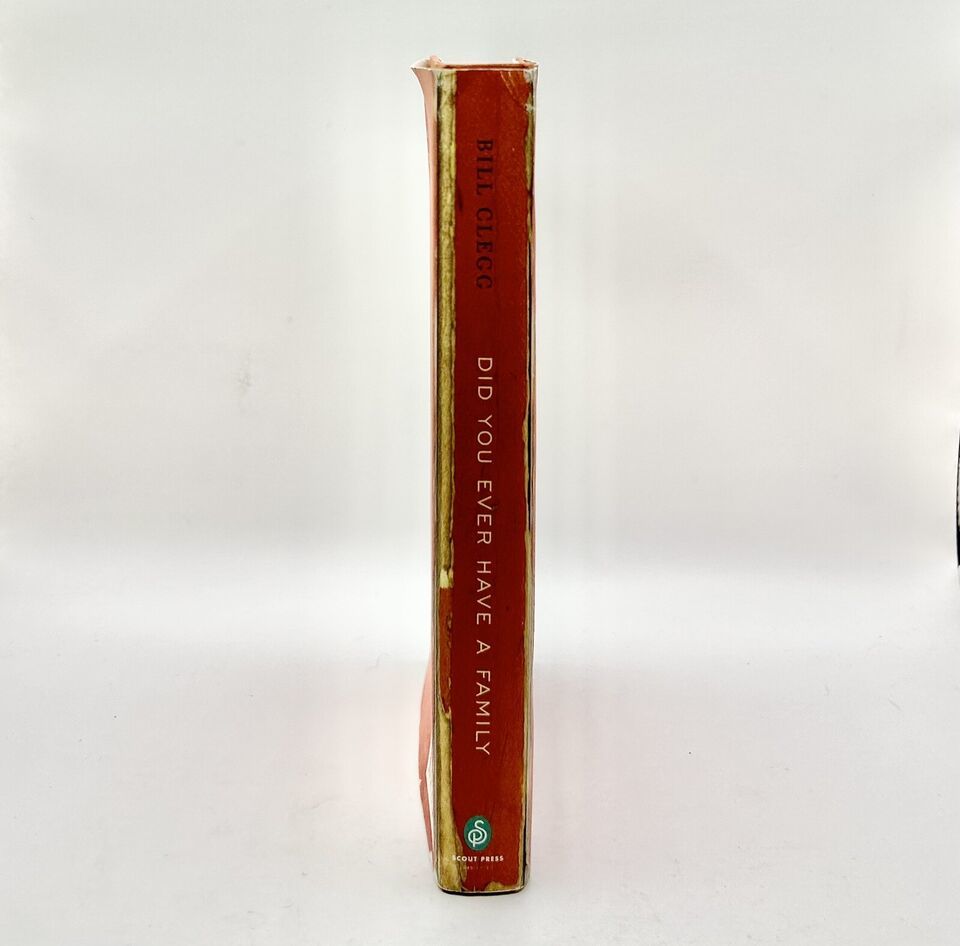 BILL CLEGG
DID YOU EVER HAVE A FAMILY
SCOUT PRESS